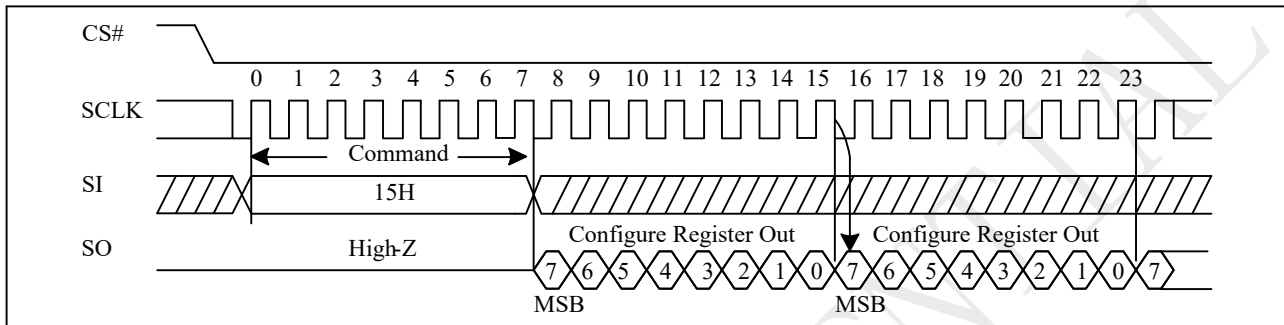 CS#
0 1 2 3 4 5 6 7 8 9 10 11 12 13 14 15 16 17 18 19 20 21 22 23
SCLK
Command
SI
15H
SO
High-Z
Configure Register Out
Configure Register Out
7 6 5 4 3 2 1 0 7 6 5 4 3 2 1 0 7
MSB
MSB